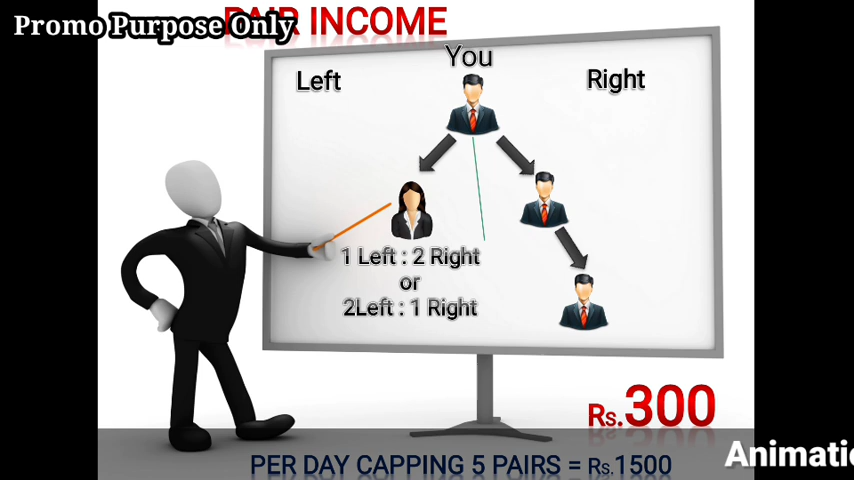 PAIR INCOME
Promo Purpose Only
You
Left
Right
1 Left : 2 Right
or
2Left : 1 Right
Rs.300
PER DAY CAPPING 5 PAIRS = Rs.1500